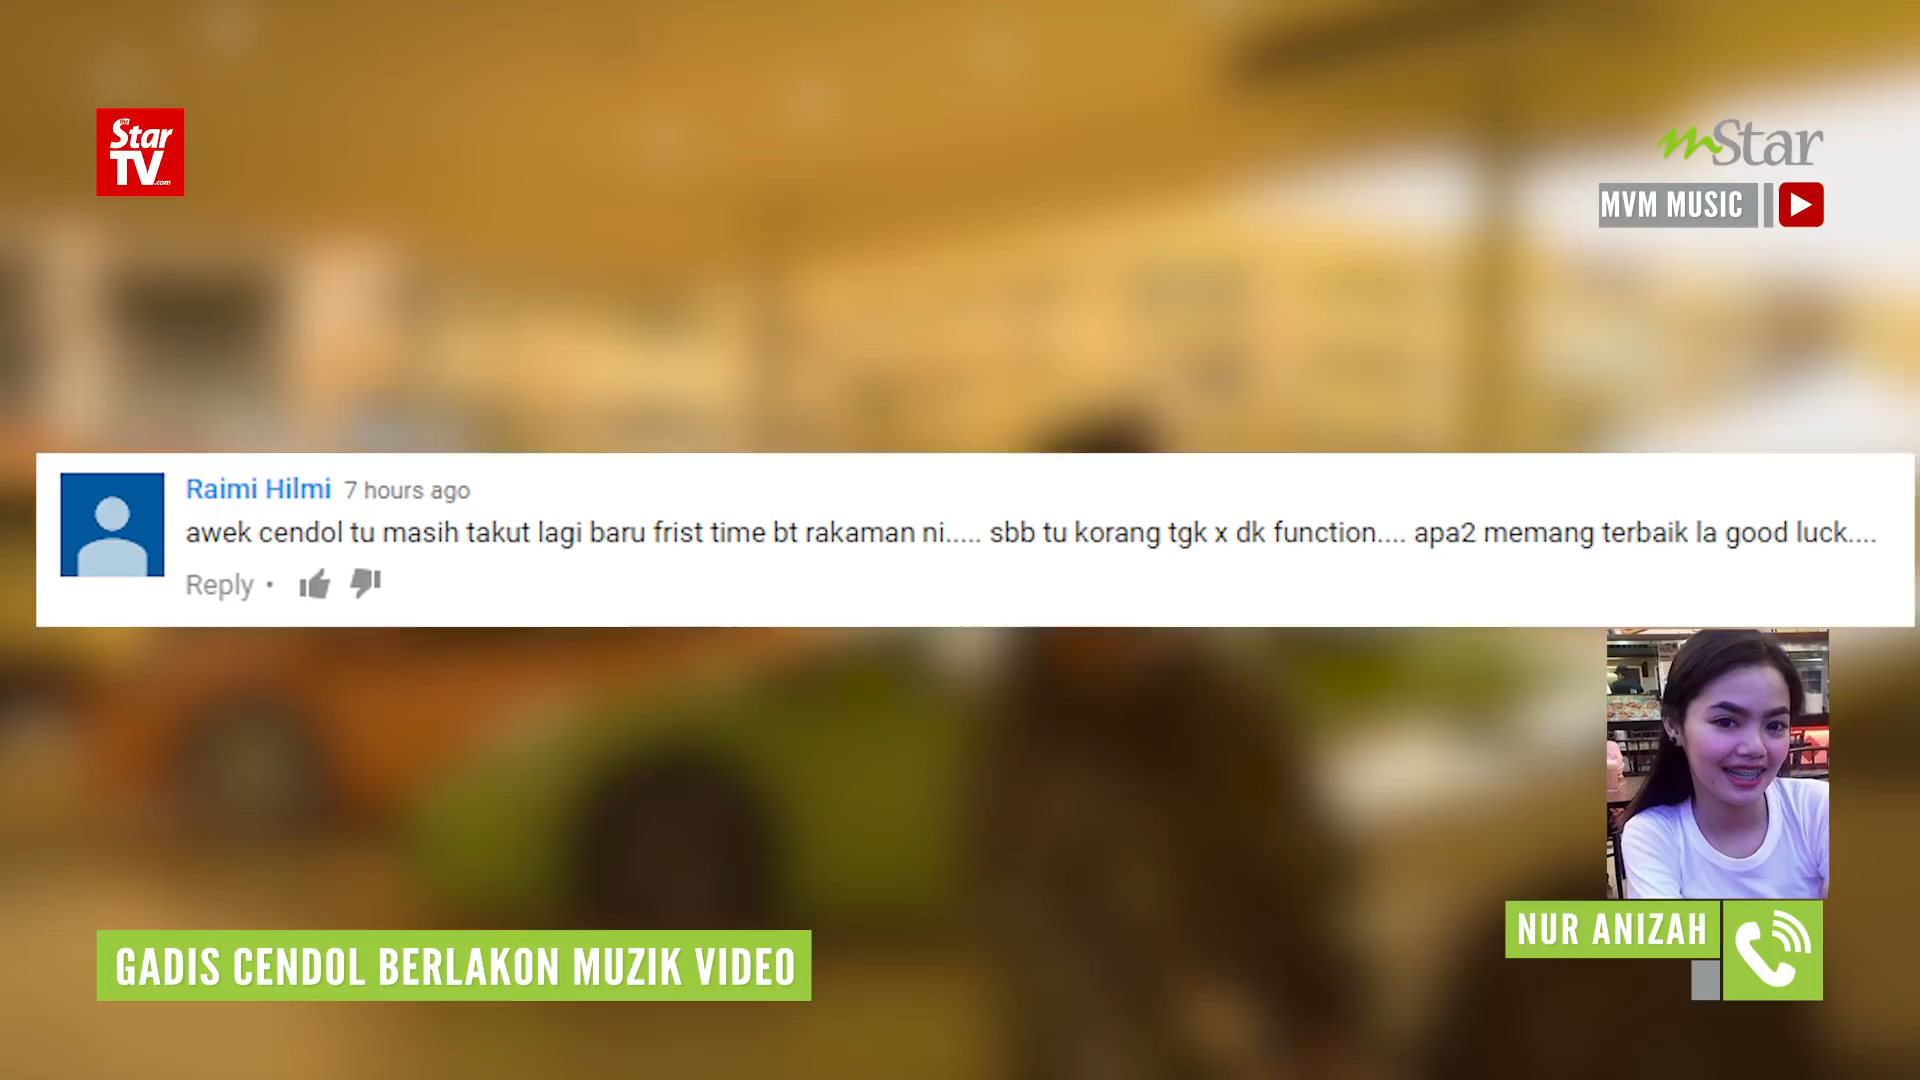 The Star
TV.com
mStar
MVM MUSIC
Raimi Hilmi 7 hours ago
awek cendol tu masih takut lagi baru frist time bt rakaman ni..... sbb tu korang tgk x dk function.... apa2 memang terbaik la good luck....
Reply •
NUR ANIZAH
GADIS CENDOL BERLAKON MUZIK VIDEO